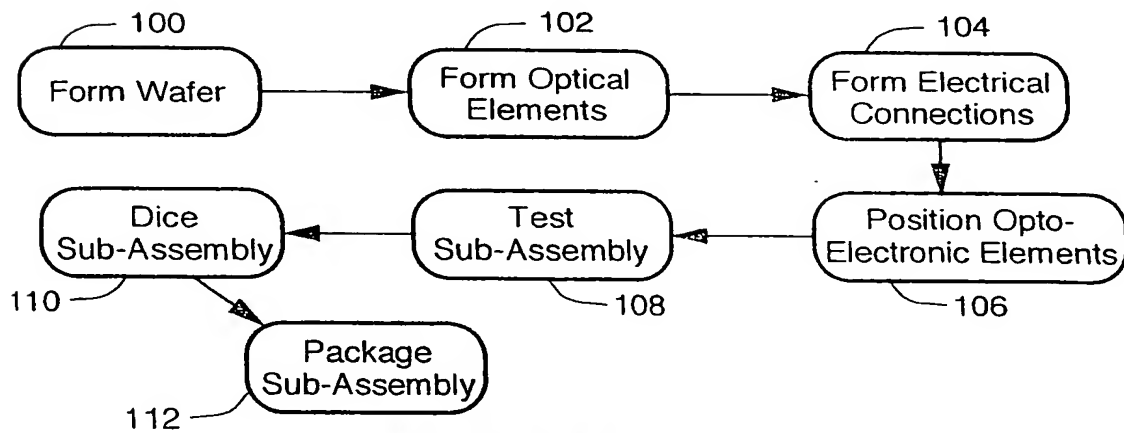 100
Form Wafer
102
Form Optical
Elements
104
Form Electrical
Connections
Position Opto-
Electronic Elements
106
Test
Sub-Assembly
108
Dice
Sub-Assembly
110
Package
Sub-Assembly
112